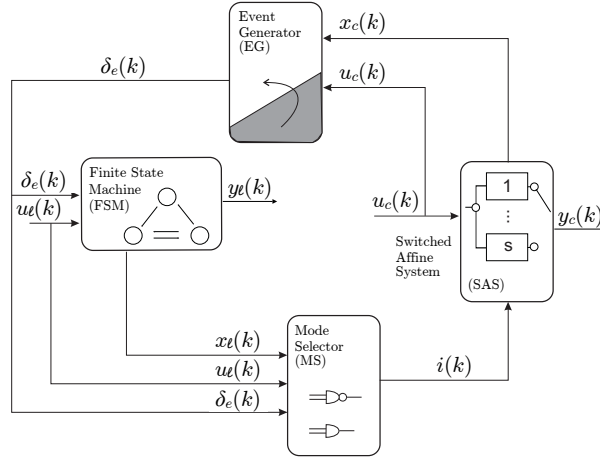 Event
Generator
(EG)
x_c(k)
u_c(k)
δ_e(k)
Finite State
Machine
(FSM)
δ_e(k)
u_ℓ(k)
y_ℓ(k)
u_c(k)
Switched
Affine
System
1
⋮
s
(SAS)
y_c(k)
Mode
Selector
(MS)
x_ℓ(k)
u_ℓ(k)
δ_e(k)
i(k)